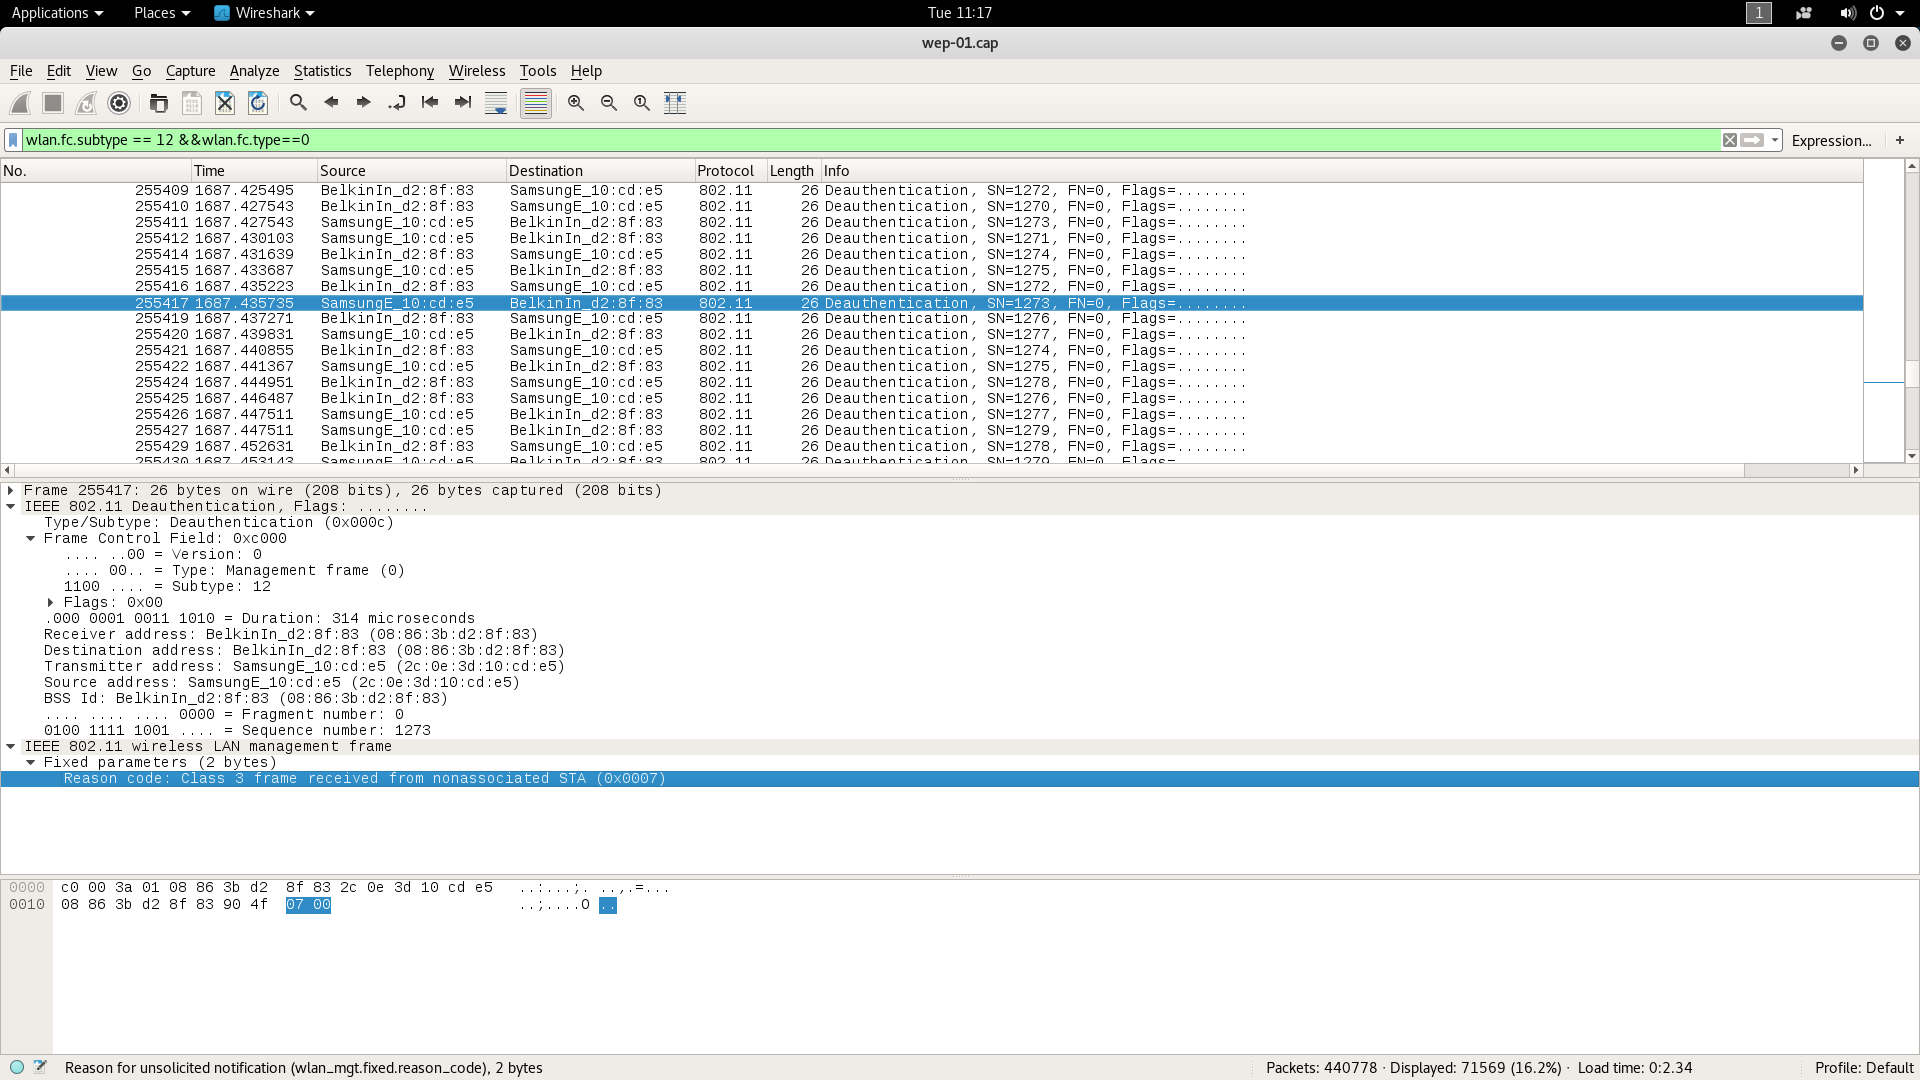 Applications Places Wireshark Tue 11:17 1
wep-01.cap
File Edit View Go Capture Analyze Statistics Telephony Wireless Tools Help
wlan.fc.subtype == 12 &&wlan.fc.type==0 Expression... +
No. Time Source Destination Protocol Length Info
255409 1687.425495 BelkinIn_d2:8f:83 SamsungE_10:cd:e5 802.11 26 Deauthentication, SN=1272, FN=0, Flags=........
255410 1687.427543 BelkinIn_d2:8f:83 SamsungE_10:cd:e5 802.11 26 Deauthentication, SN=1270, FN=0, Flags=........
255411 1687.427543 SamsungE_10:cd:e5 BelkinIn_d2:8f:83 802.11 26 Deauthentication, SN=1273, FN=0, Flags=........
255412 1687.430103 SamsungE_10:cd:e5 BelkinIn_d2:8f:83 802.11 26 Deauthentication, SN=1271, FN=0, Flags=........
255414 1687.431639 BelkinIn_d2:8f:83 SamsungE_10:cd:e5 802.11 26 Deauthentication, SN=1274, FN=0, Flags=........
255415 1687.433687 SamsungE_10:cd:e5 BelkinIn_d2:8f:83 802.11 26 Deauthentication, SN=1275, FN=0, Flags=........
255416 1687.435223 BelkinIn_d2:8f:83 SamsungE_10:cd:e5 802.11 26 Deauthentication, SN=1272, FN=0, Flags=........
255417 1687.435735 SamsungE_10:cd:e5 BelkinIn_d2:8f:83 802.11 26 Deauthentication, SN=1273, FN=0, Flags=........
255419 1687.437271 BelkinIn_d2:8f:83 SamsungE_10:cd:e5 802.11 26 Deauthentication, SN=1276, FN=0, Flags=........
255420 1687.439831 SamsungE_10:cd:e5 BelkinIn_d2:8f:83 802.11 26 Deauthentication, SN=1277, FN=0, Flags=........
255421 1687.440855 BelkinIn_d2:8f:83 SamsungE_10:cd:e5 802.11 26 Deauthentication, SN=1274, FN=0, Flags=........
255422 1687.441367 SamsungE_10:cd:e5 BelkinIn_d2:8f:83 802.11 26 Deauthentication, SN=1275, FN=0, Flags=........
255424 1687.444951 BelkinIn_d2:8f:83 SamsungE_10:cd:e5 802.11 26 Deauthentication, SN=1278, FN=0, Flags=........
255425 1687.446487 BelkinIn_d2:8f:83 SamsungE_10:cd:e5 802.11 26 Deauthentication, SN=1276, FN=0, Flags=........
255426 1687.447511 SamsungE_10:cd:e5 BelkinIn_d2:8f:83 802.11 26 Deauthentication, SN=1277, FN=0, Flags=........
255427 1687.447511 SamsungE_10:cd:e5 BelkinIn_d2:8f:83 802.11 26 Deauthentication, SN=1279, FN=0, Flags=........
255429 1687.452631 BelkinIn_d2:8f:83 SamsungE_10:cd:e5 802.11 26 Deauthentication, SN=1278, FN=0, Flags=........
255430 1687.453143 SamsungE_10:cd:e5 BelkinIn_d2:8f:83 802.11 26 Deauthentication, SN=1279, FN=0, Flags=
Frame 255417: 26 bytes on wire (208 bits), 26 bytes captured (208 bits)
IEEE 802.11 Deauthentication, Flags: ........
Type/Subtype: Deauthentication (0x000c)
Frame Control Field: 0xc000
.... ..00 = Version: 0
.... 00.. = Type: Management frame (0)
1100 .... = Subtype: 12
Flags: 0x00
.000 0001 0011 1010 = Duration: 314 microseconds
Receiver address: BelkinIn_d2:8f:83 (08:86:3b:d2:8f:83)
Destination address: BelkinIn_d2:8f:83 (08:86:3b:d2:8f:83)
Transmitter address: SamsungE_10:cd:e5 (2c:0e:3d:10:cd:e5)
Source address: SamsungE_10:cd:e5 (2c:0e:3d:10:cd:e5)
BSS Id: BelkinIn_d2:8f:83 (08:86:3b:d2:8f:83)
.... .... .... 0000 = Fragment number: 0
0100 1111 1001 .... = Sequence number: 1273
IEEE 802.11 wireless LAN management frame
Fixed parameters (2 bytes)
Reason code: Class 3 frame received from nonassociated STA (0x0007)
0000 c0 00 3a 01 08 86 3b d2 8f 83 2c 0e 3d 10 cd e5 ..:...;. ..,.=...
0010 08 86 3b d2 8f 83 90 4f 07 00 ..;....O ..
Reason for unsolicited notification (wlan_mgt.fixed.reason_code), 2 bytes Packets: 440778 · Displayed: 71569 (16.2%) · Load time: 0:2.34 Profile: Default